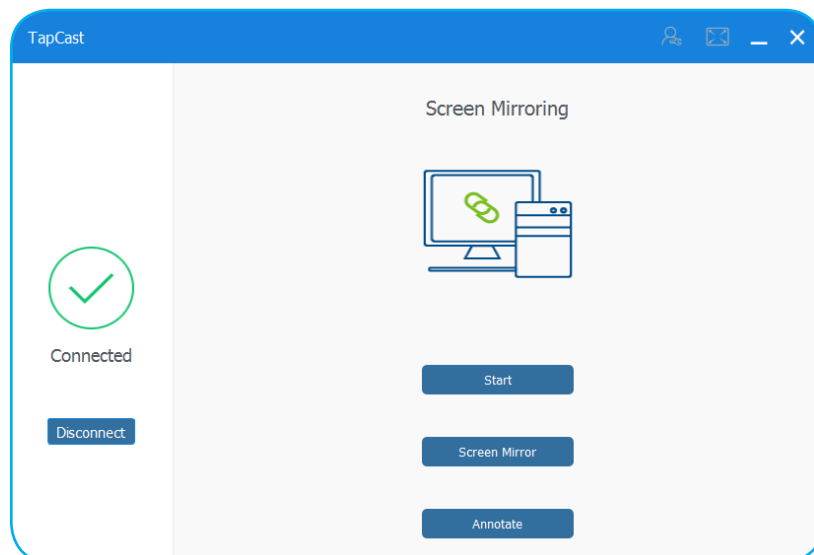 TapCast
Screen Mirroring
Connected
Disconnect
Start
Screen Mirror
Annotate